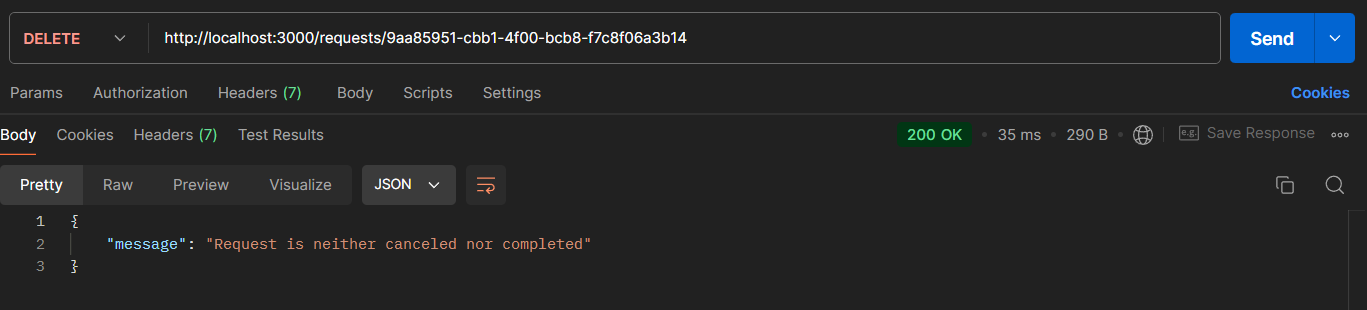 DELETE http://localhost:3000/requests/9aa85951-cbb1-4f00-bcb8-f7c8f06a3b14 Send
Params Authorization Headers (7) Body Scripts Settings Cookies
Body Cookies Headers (7) Test Results 200 OK • 35 ms • 290 B • e.g. Save Response
Pretty Raw Preview Visualize JSON
1 {
2 "message": "Request is neither canceled nor completed"
3 }